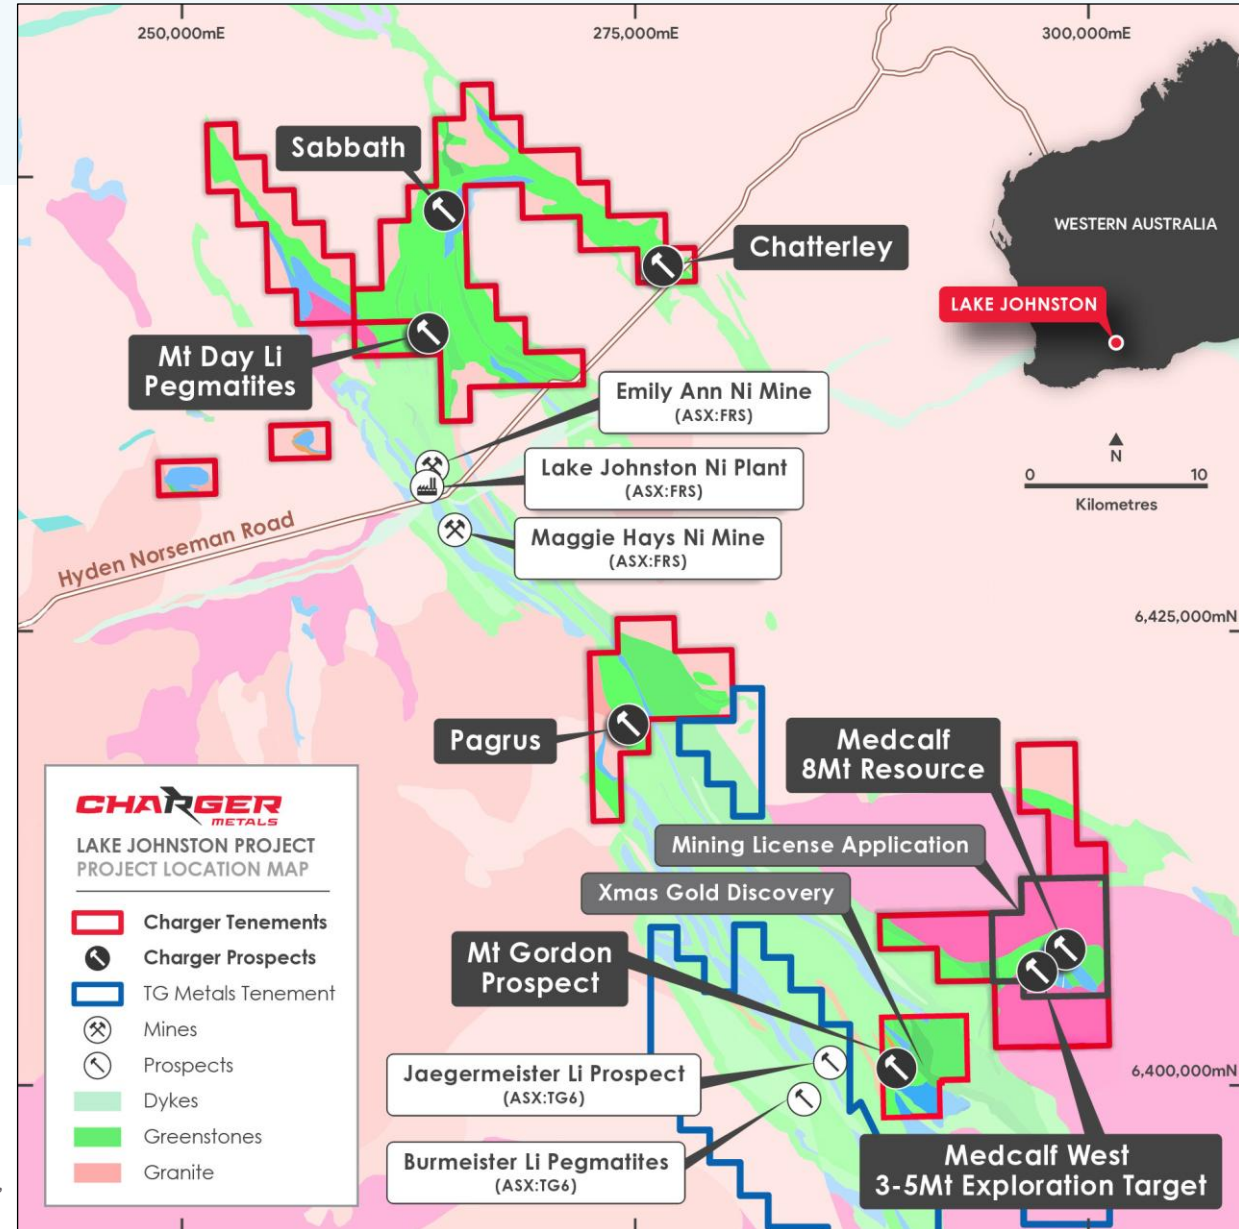 250,000mE
275,000mE
300,000mE
Sabbath
Chatterley
WESTERN AUSTRALIA
LAKE JOHNSTON
Mt Day Li
Pegmatites
Emily Ann Ni Mine
(ASX:FRS)
N
0 10
Kilometres
Lake Johnston Ni Plant
(ASX:FRS)
Maggie Hays Ni Mine
(ASX:FRS)
Hyden Norseman Road
6,425,000mN
Pagrus
Medcalf
8Mt Resource
Mining License Application
Xmas Gold Discovery
Mt Gordon
Prospect
Jaegermeister Li Prospect
(ASX:TG6)
6,400,000mN
Burmeister Li Pegmatites
(ASX:TG6)
Medcalf West
3-5Mt Exploration Target
CHARGER
METALS
LAKE JOHNSTON PROJECT
PROJECT LOCATION MAP
Charger Tenements
Charger Prospects
TG Metals Tenement
Mines
Prospects
Dykes
Greenstones
Granite